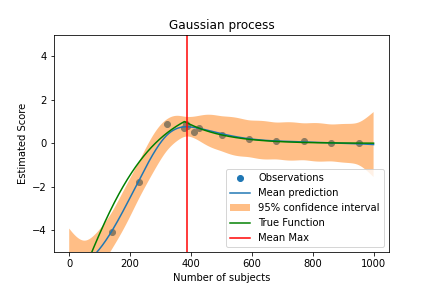 Gaussian process
4
2
0
−2
−4
Estimated Score
Observations
Mean prediction
95% confidence interval
True Function
Mean Max
0 200 400 600 800 1000
Number of subjects